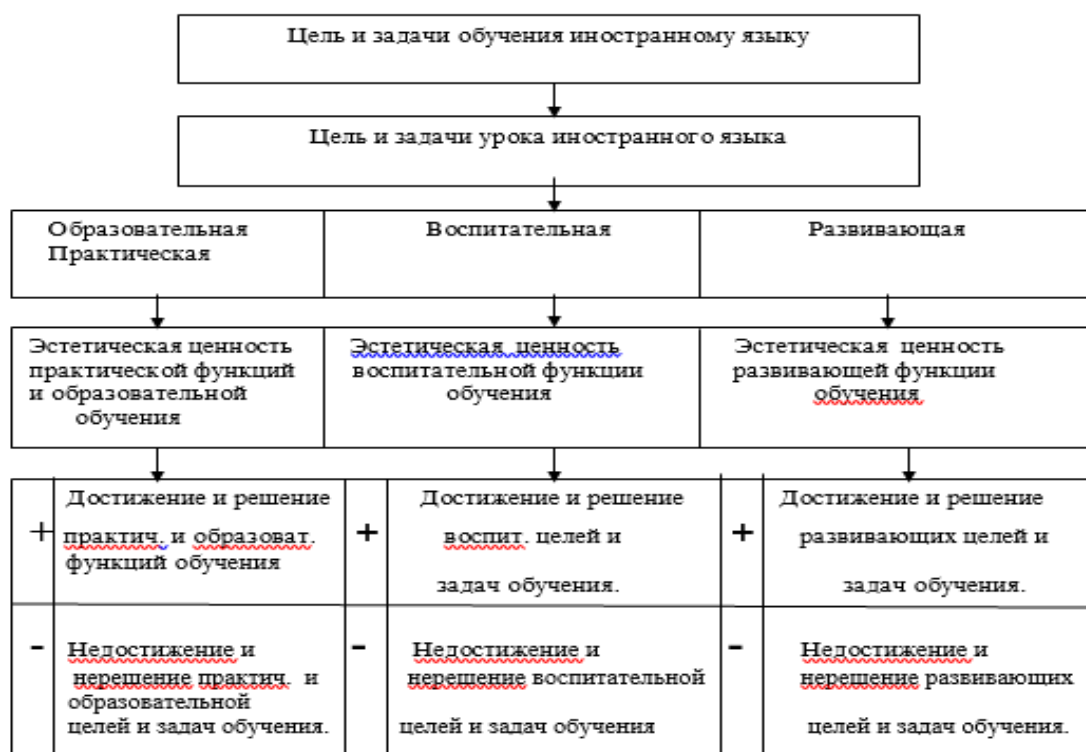 Цель и задачи обучения иностранному языку
Цель и задачи урока иностранного языка
Образовательная
Практическая
Воспитательная
Развивающая
Эстетическая ценность
практической функций
и образовательной
обучения
Эстетическая ценность
воспитательной функции
обучения
Эстетическая ценность
развивающей функции
обучения
+
Достижение и решение
практич. и образоват.
функций обучения
+
Достижение и решение
воспит. целей и
задач обучения.
+
Достижение и решение
развивающих целей и
задач обучения.
-
Недостижение и
нерешение практич. и
образовательной
целей и задач обучения.
-
Недостижение и
нерешение воспитательной
целей и задач обучения
-
Недостижение и
нерешение развивающих
целей и задач обучения.